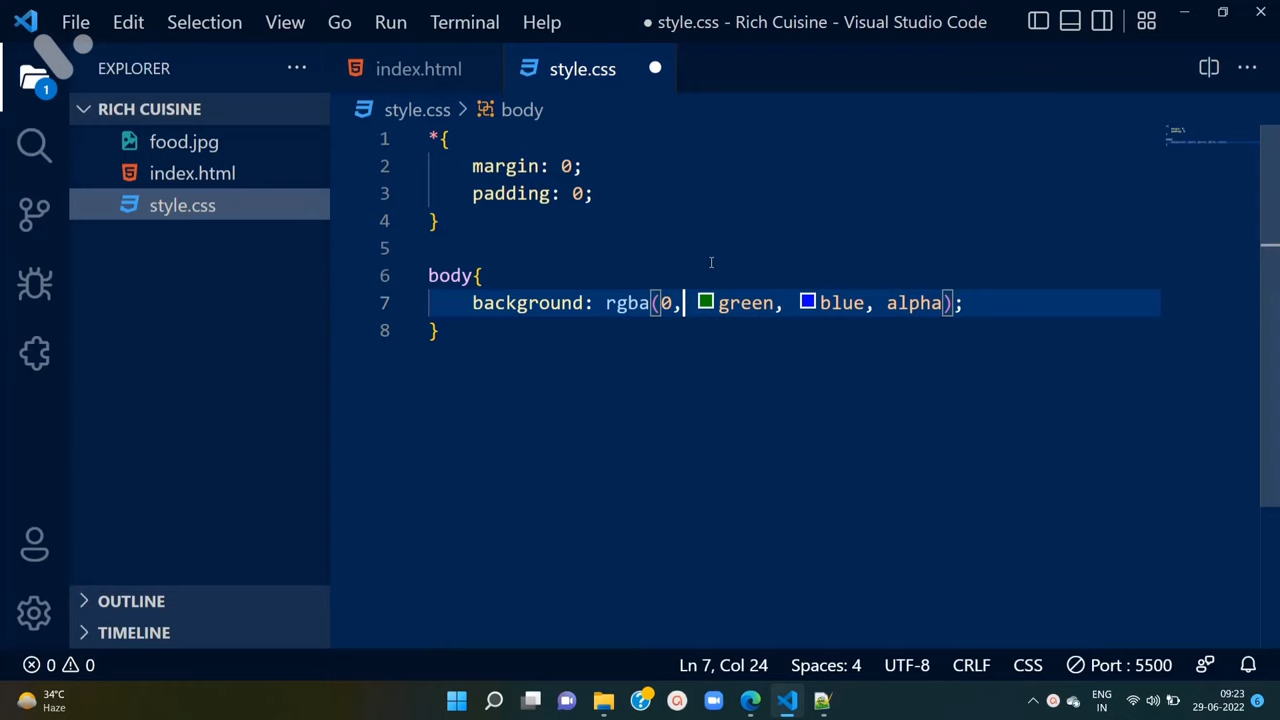 File Edit Selection View Go Run Terminal Help
● style.css - Rich Cuisine - Visual Studio Code
EXPLORER
index.html
style.css
RICH CUISINE
style.css > body
food.jpg
index.html
style.css
1 *{
2 margin: 0;
3 padding: 0;
4 }
5
6 body{
7 background: rgba(0, green, blue, alpha);
8 }
1
OUTLINE
TIMELINE
0 0
Ln 7, Col 24 Spaces: 4 UTF-8 CRLF CSS Port : 5500
34°C
Haze
ENG
IN
09:23
29-06-2022
6